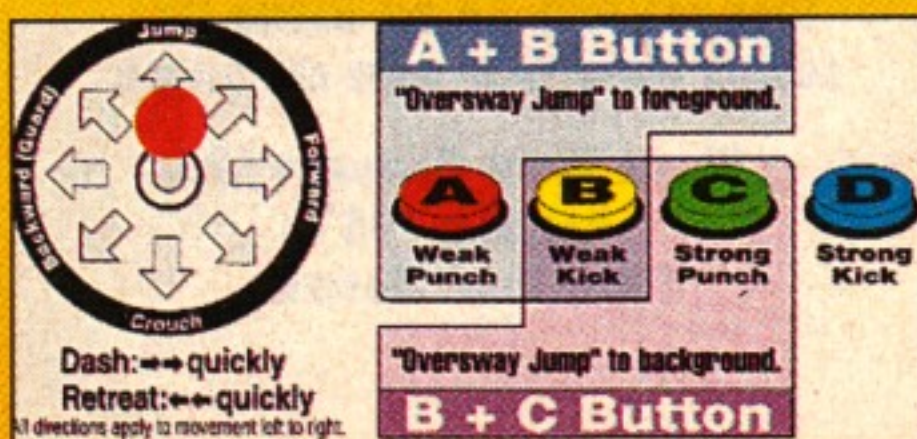 Jump
Backward (Guard)
Forward
Crouch
Dash:➡➡quickly
Retreat:⬅⬅quickly
All directions apply to movement left to right.
A + B Button
"Oversway Jump" to foreground.
A
B
C
D
Weak
Punch
Weak
Kick
Strong
Punch
Strong
Kick
"Oversway Jump" to background.
B + C Button